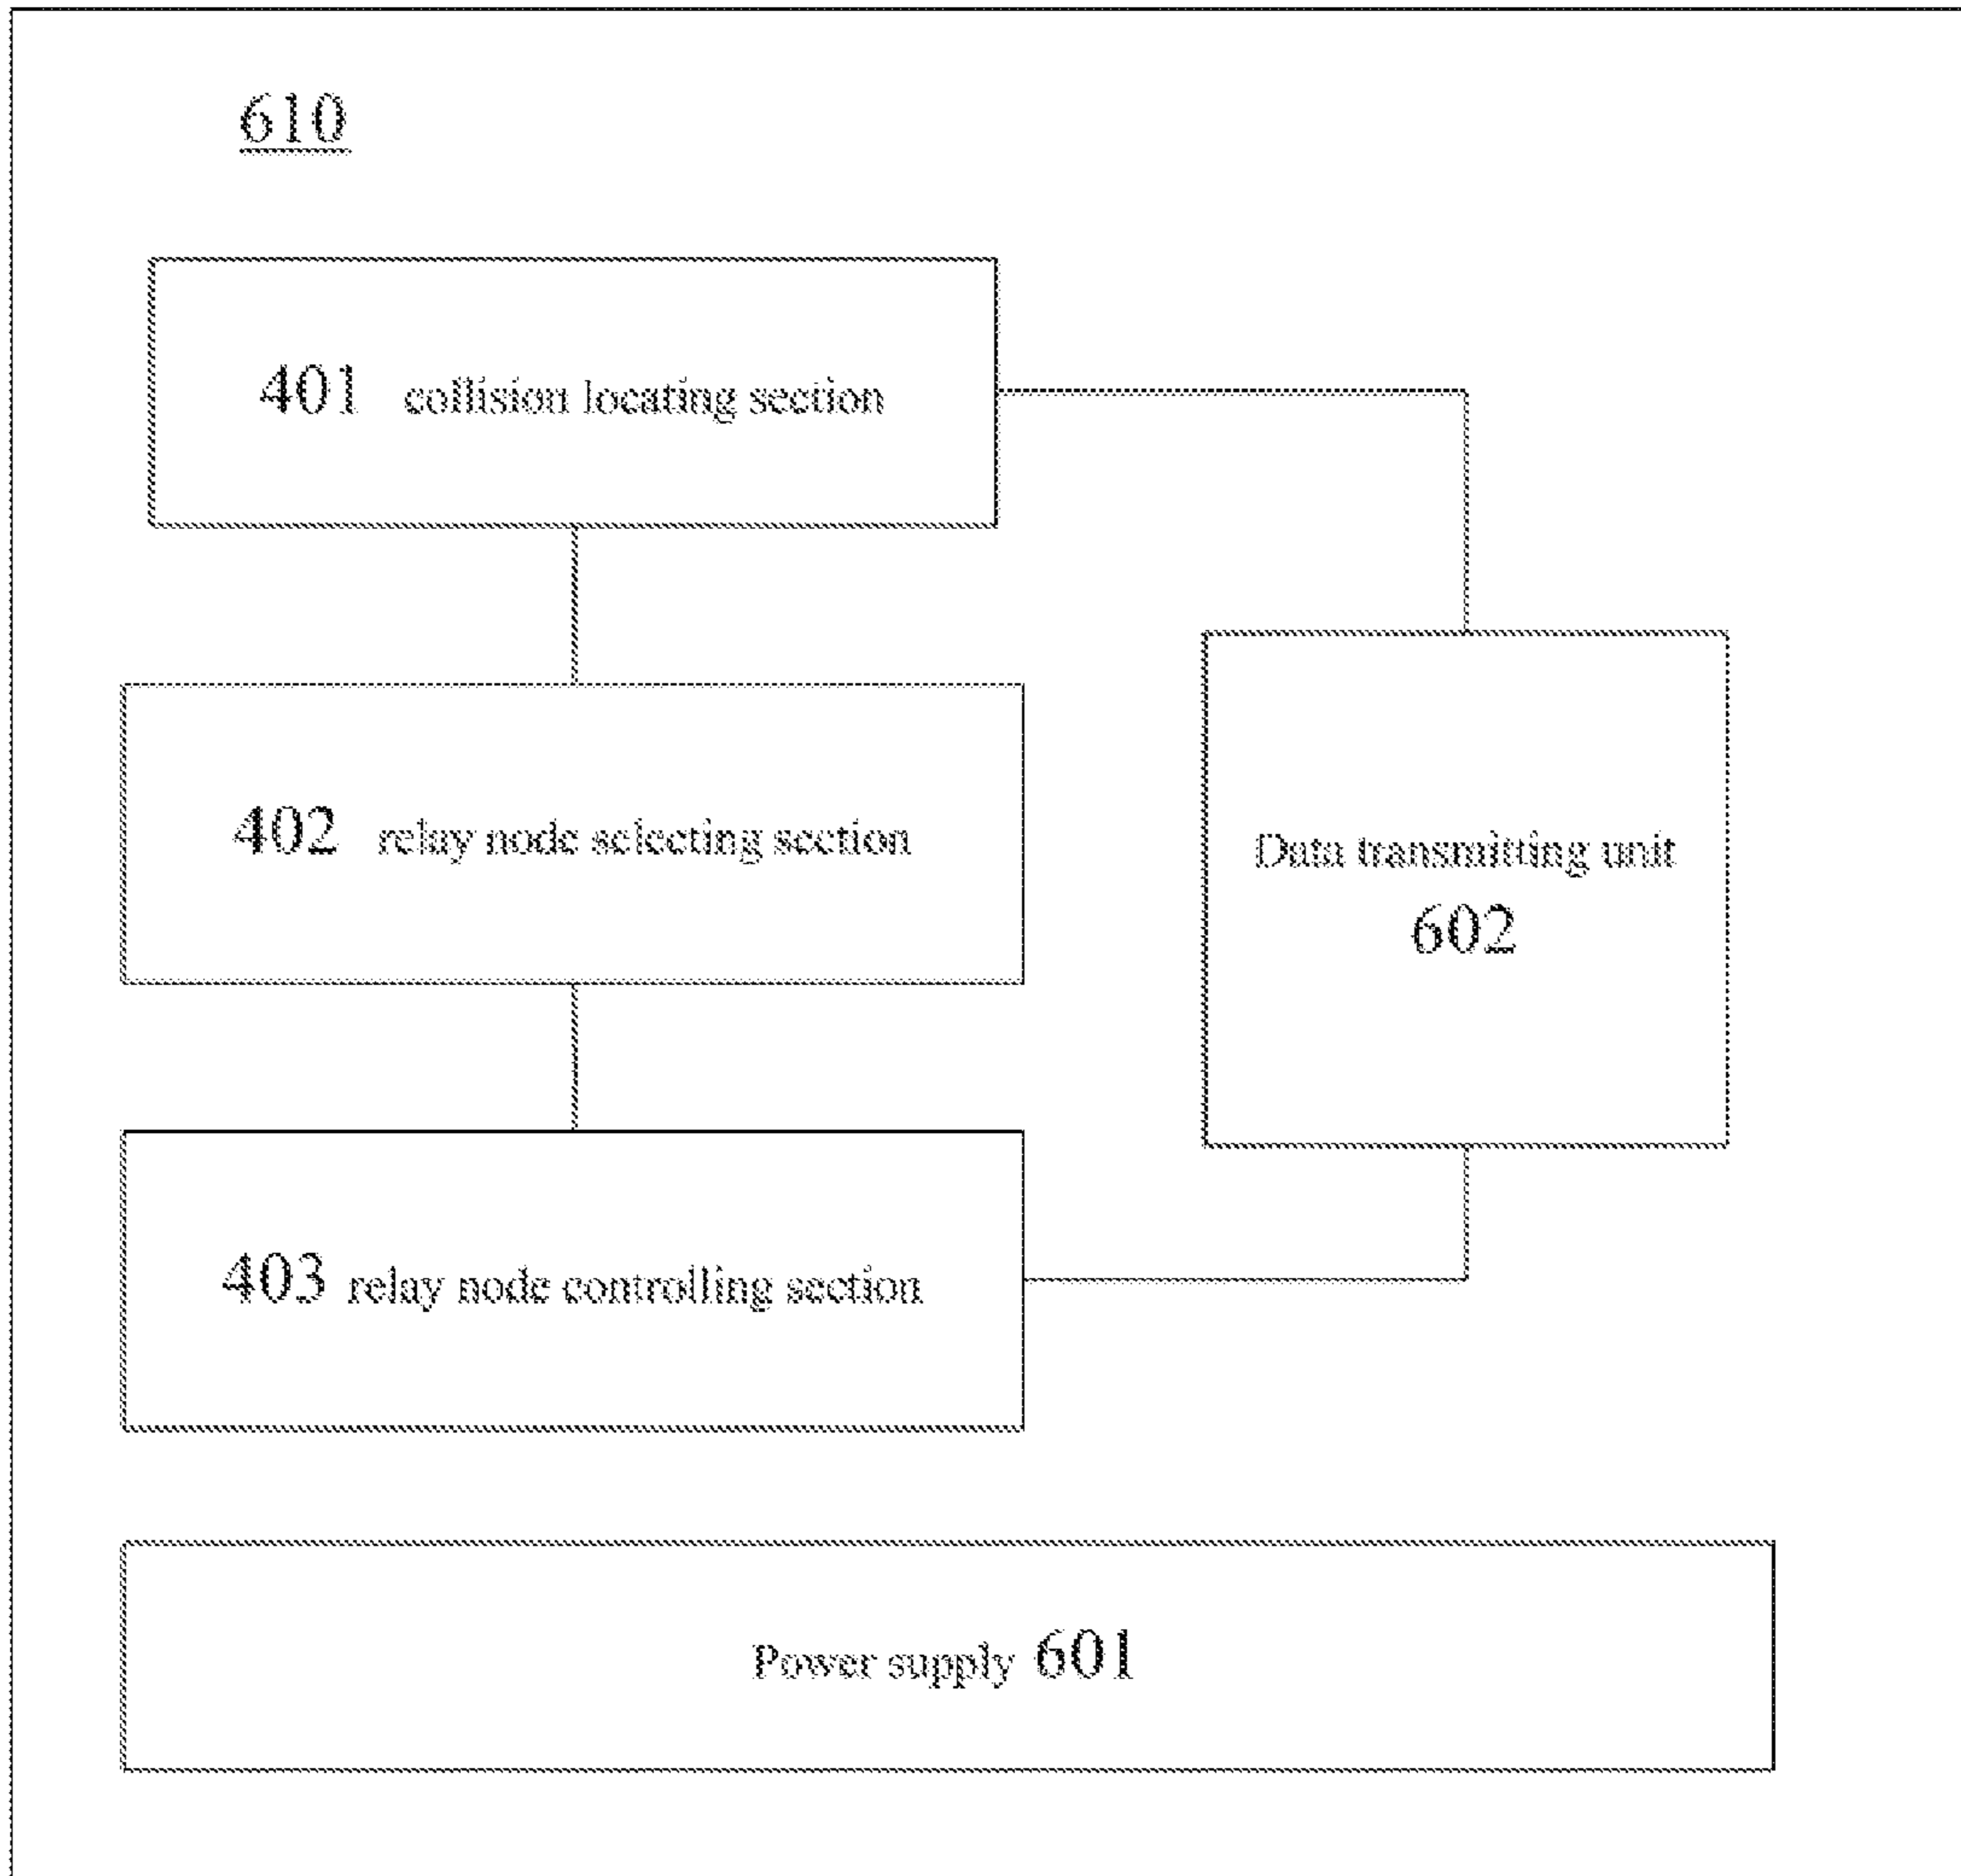 610
401 collision locating section
402 relay node selecting section
Data transmitting unit
602
403 relay node controlling section
Power supply 601